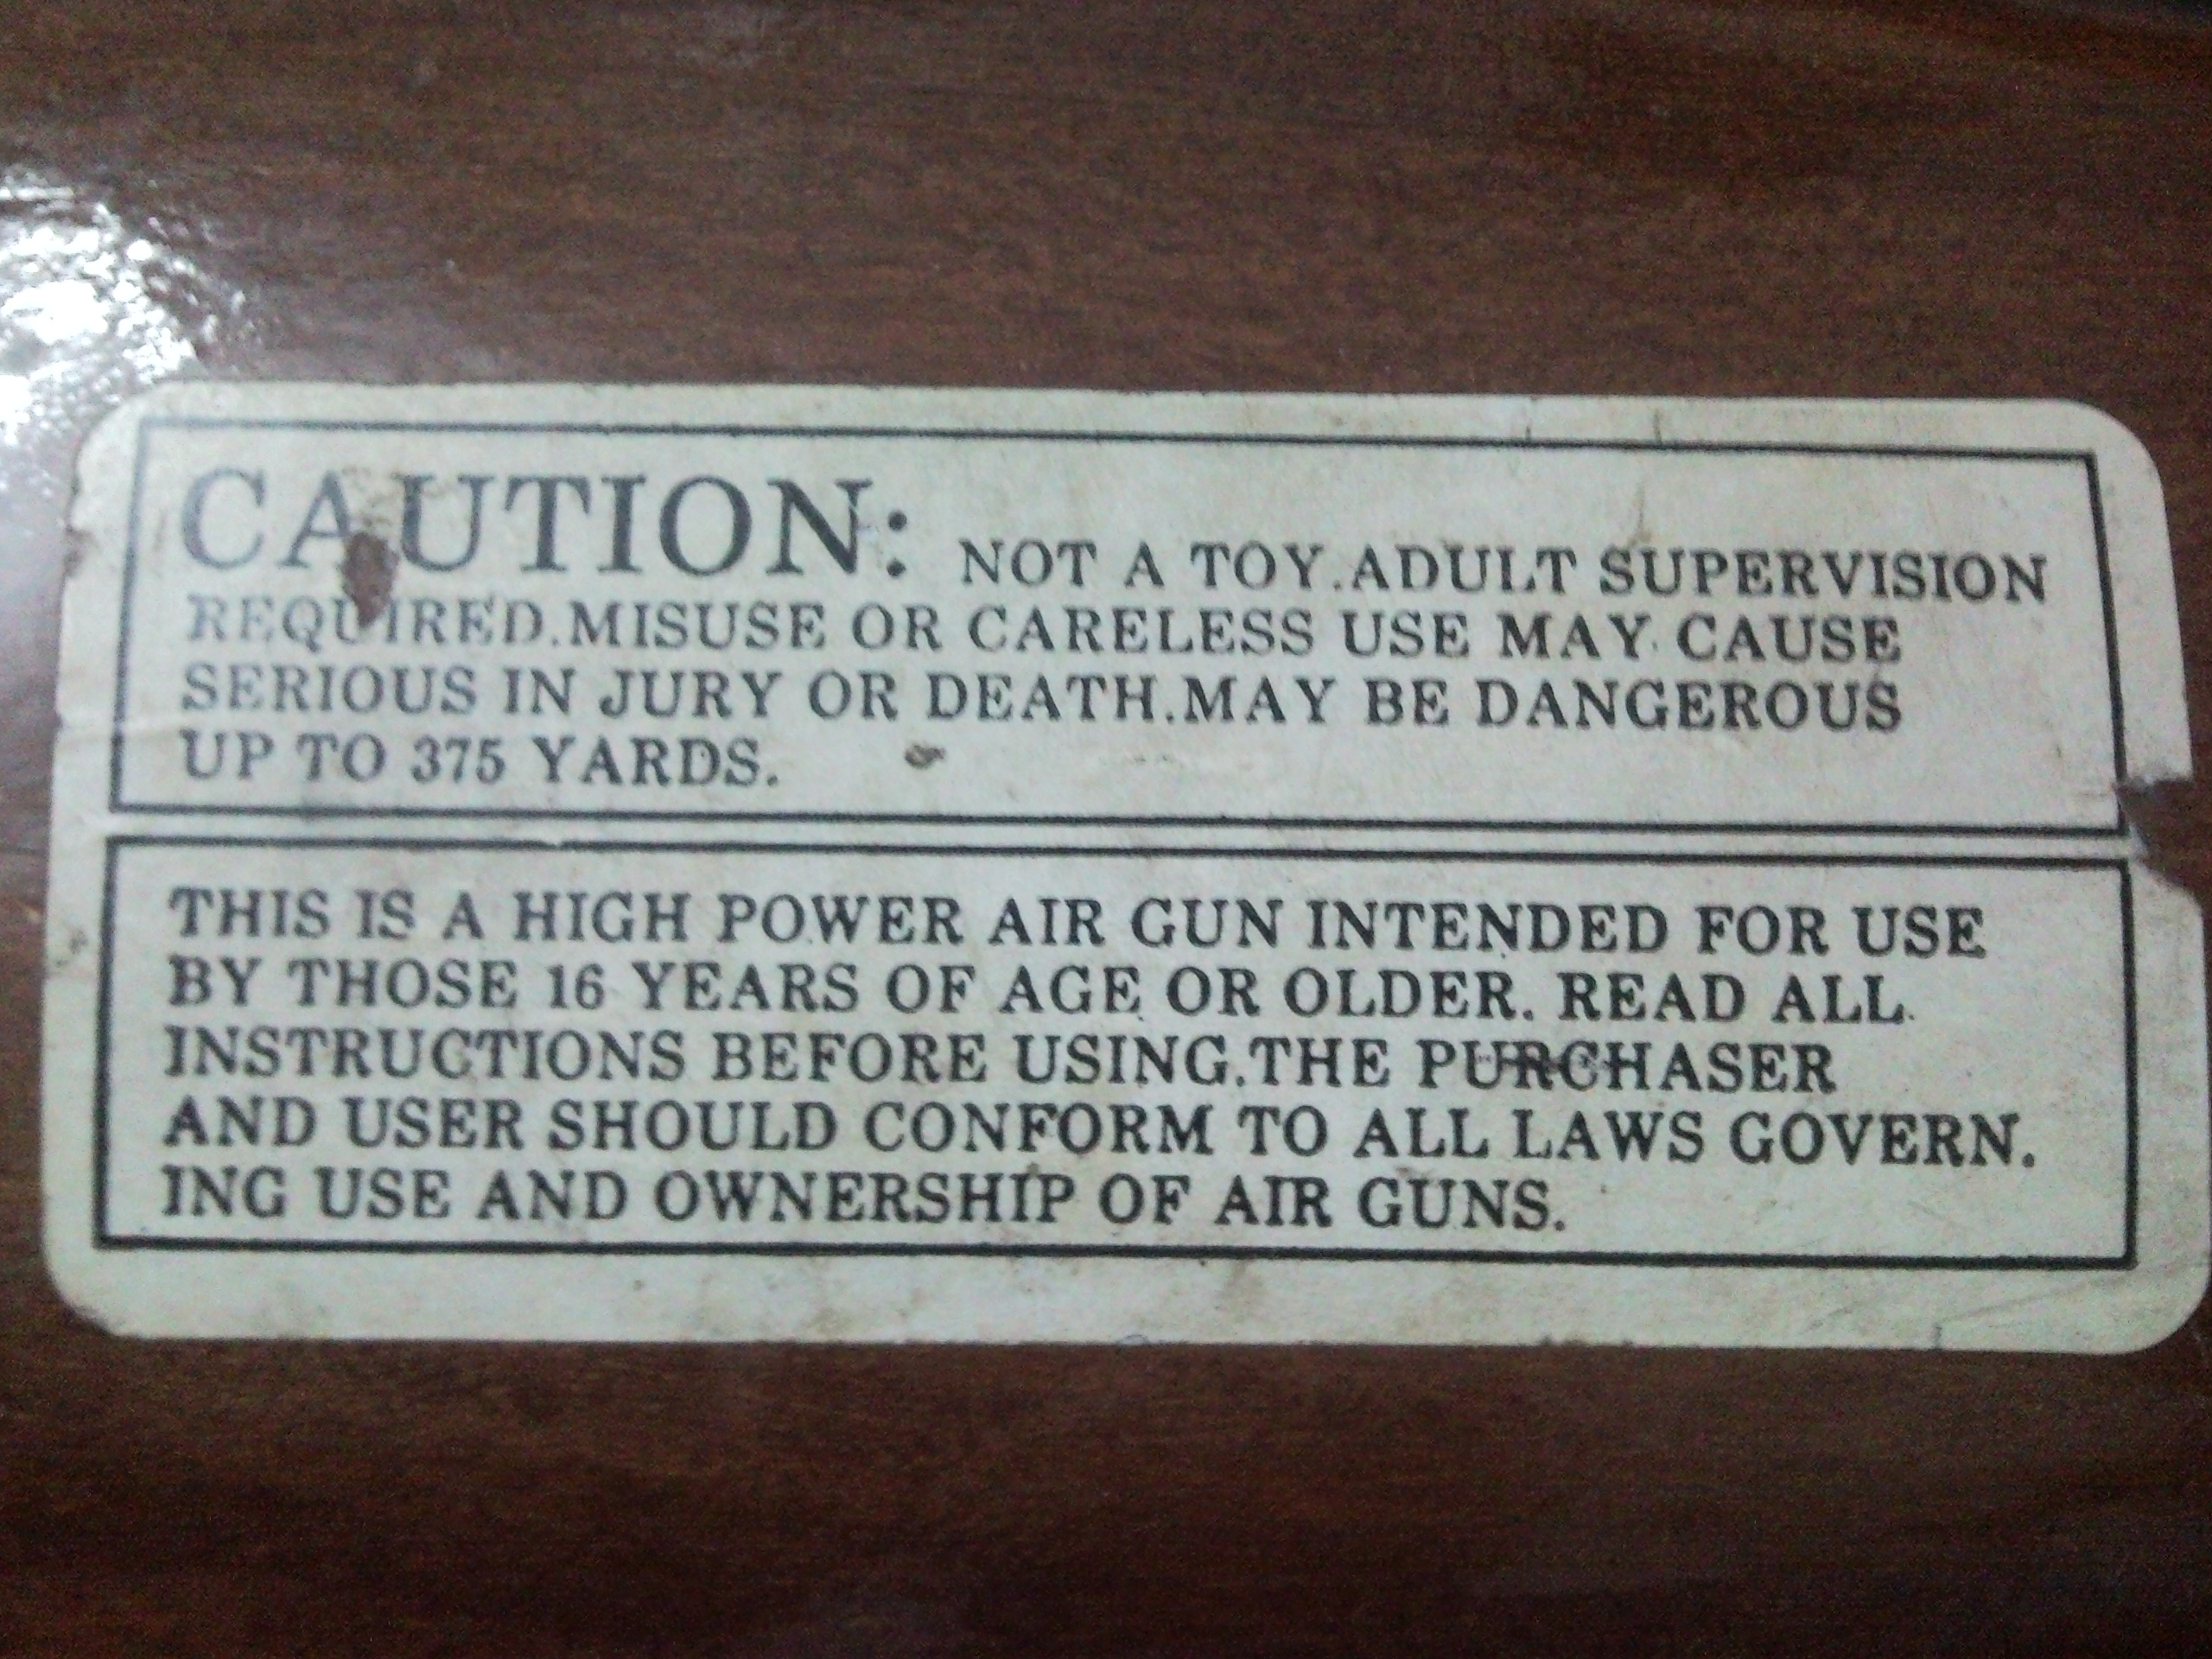 CAUTION: NOT A TOY.ADULT SUPERVISION
REQUIRED.MISUSE OR CARELESS USE MAY CAUSE
SERIOUS IN JURY OR DEATH.MAY BE DANGEROUS
UP TO 375 YARDS.
THIS IS A HIGH POWER AIR GUN INTENDED FOR USE
BY THOSE 16 YEARS OF AGE OR OLDER. READ ALL
INSTRUCTIONS BEFORE USING.THE PURCHASER
AND USER SHOULD CONFORM TO ALL LAWS GOVERN.
ING USE AND OWNERSHIP OF AIR GUNS.